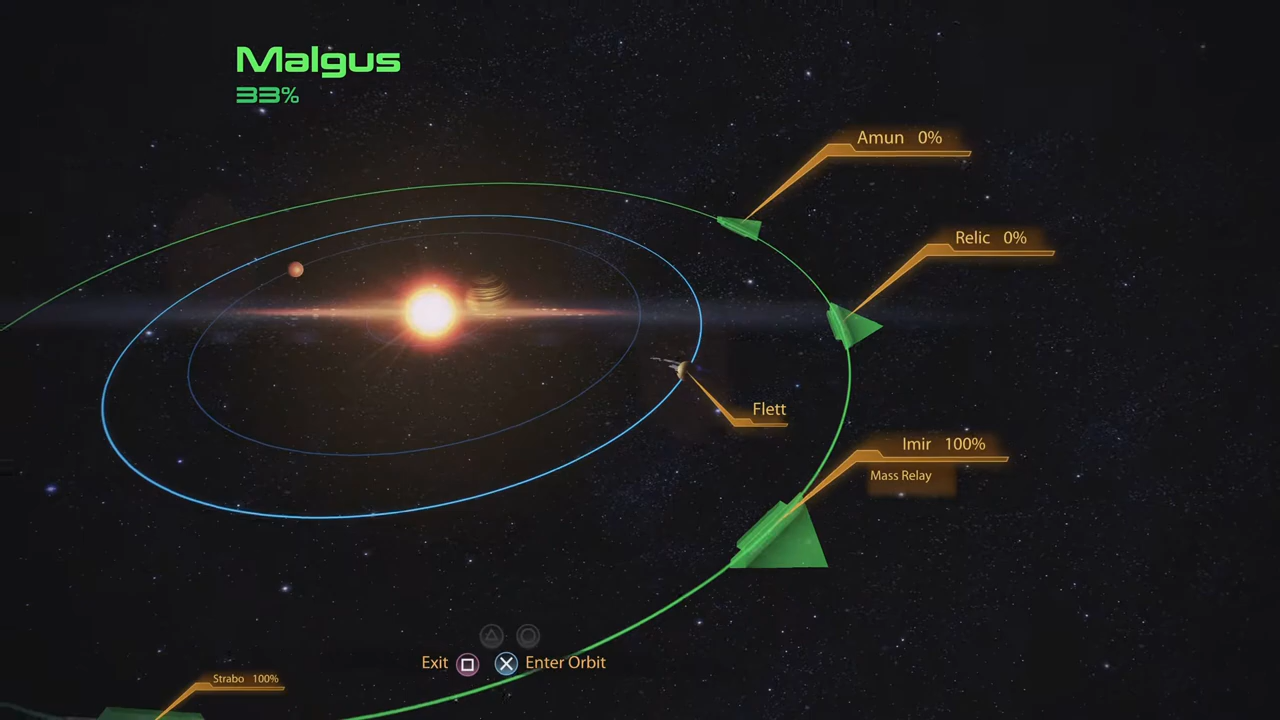 Malgus
33%
Amun 0%
Relic 0%
Flett
Imir 100%
Mass Relay
Exit
Enter Orbit
Strabo 100%